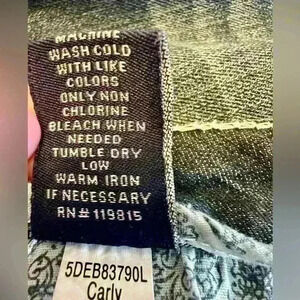 MACHINE
WASH COLD
WITH LIKE
COLORS
ONLY NON
CHLORINE
BLEACH WHEN
NEEDED
TUMBLE DRY
LOW
WARM IRON
IF NECESSARY
RN# 119815
5DEB83790L
Carly